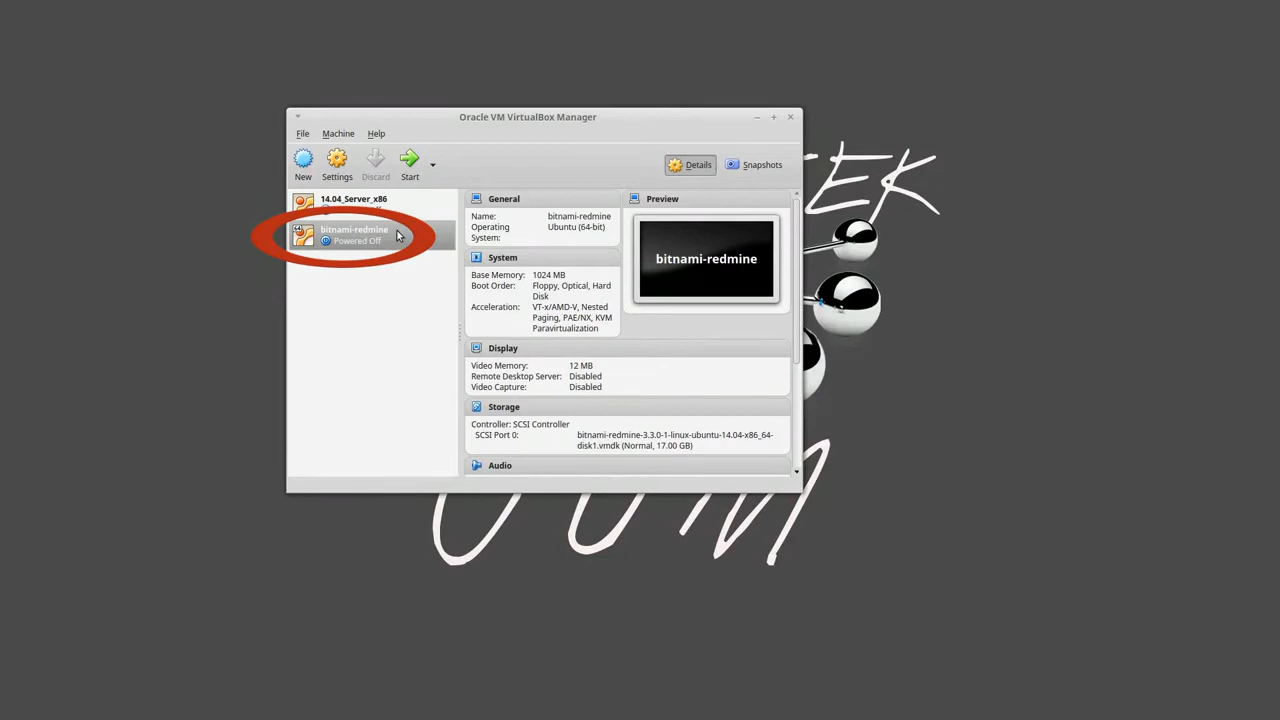 Oracle VM VirtualBox Manager
File Machine Help
New Settings Discard Start
Details Snapshots
14.04_Server_x86
64
bitnami-redmine
Powered Off
General
Name: bitnami-redmine
Operating System: Ubuntu (64-bit)
System
Base Memory: 1024 MB
Boot Order: Floppy, Optical, Hard
Disk
Acceleration: VT-x/AMD-V, Nested
Paging, PAE/NX, KVM
Paravirtualization
Preview
bitnami-redmine
Display
Video Memory: 12 MB
Remote Desktop Server: Disabled
Video Capture: Disabled
Storage
Controller: SCSI Controller
SCSI Port 0: bitnami-redmine-3.3.0-1-linux-ubuntu-14.04-x86_64-
disk1.vmdk (Normal, 17.00 GB)
Audio
EK